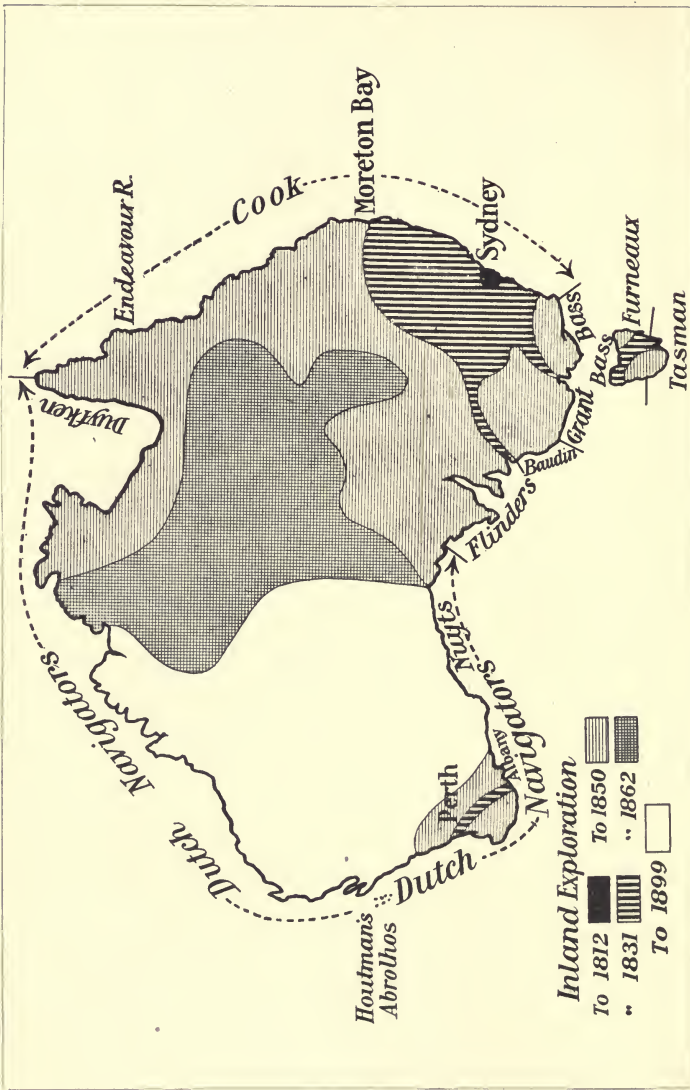 Endeavour R.
Cook
Moreton Bay
Sydney
Duyfken
Dutch Navigators
Houtmans
Abrolhos
Perth
Albany
Dutch Navigators
Nuyts
Flinders
Baudin
Grant
Bass
Bass
Furneaux
Tasman
Inland Exploration
To 1812
To 1850
" 1831
" 1862
To 1899